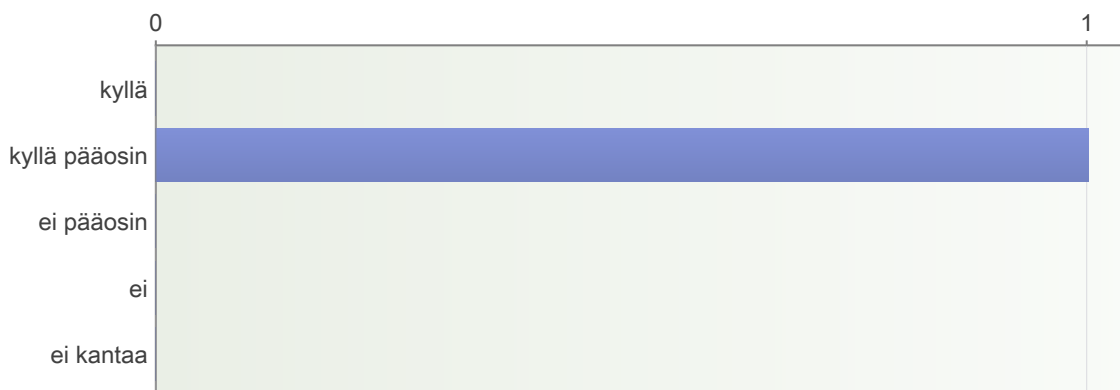 0 1
kyllä
kyllä pääosin
ei pääosin
ei
ei kantaa